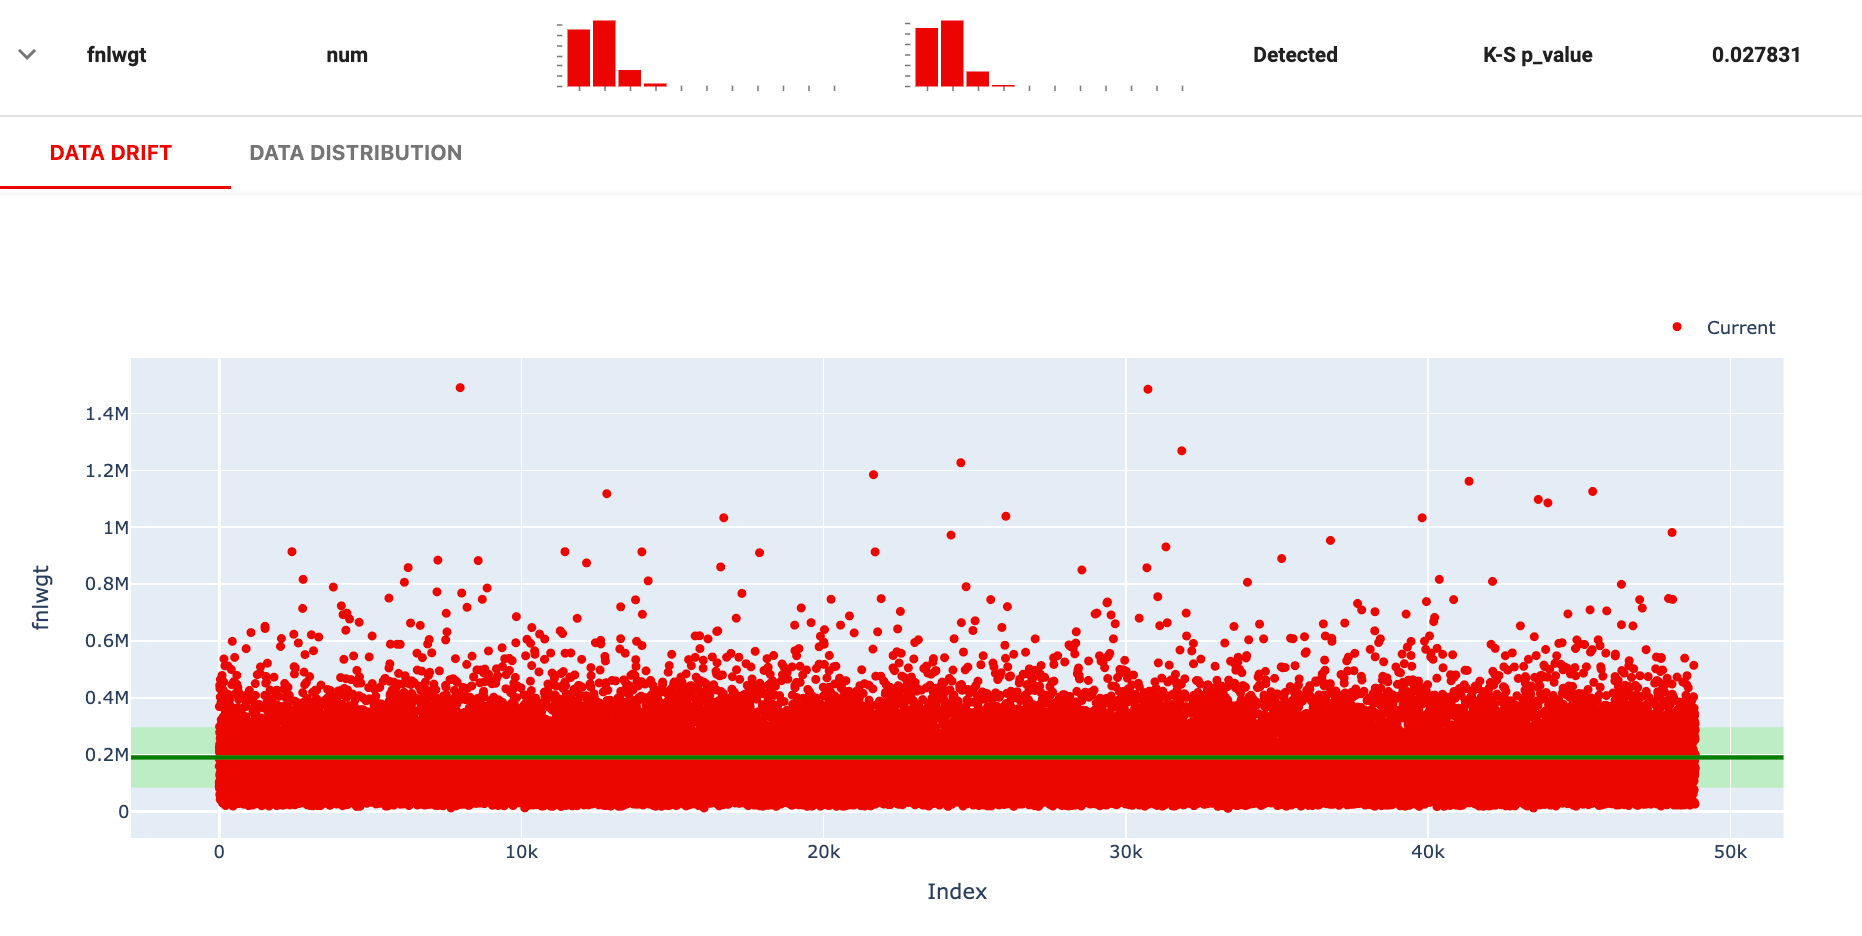 fnlwgt num Detected K-S p_value 0.027831
DATA DRIFT DATA DISTRIBUTION
Current
1.4M
1.2M
1M
0.8M
0.6M
0.4M
0.2M
0
fnlwgt
0 10k 20k 30k 40k 50k
Index